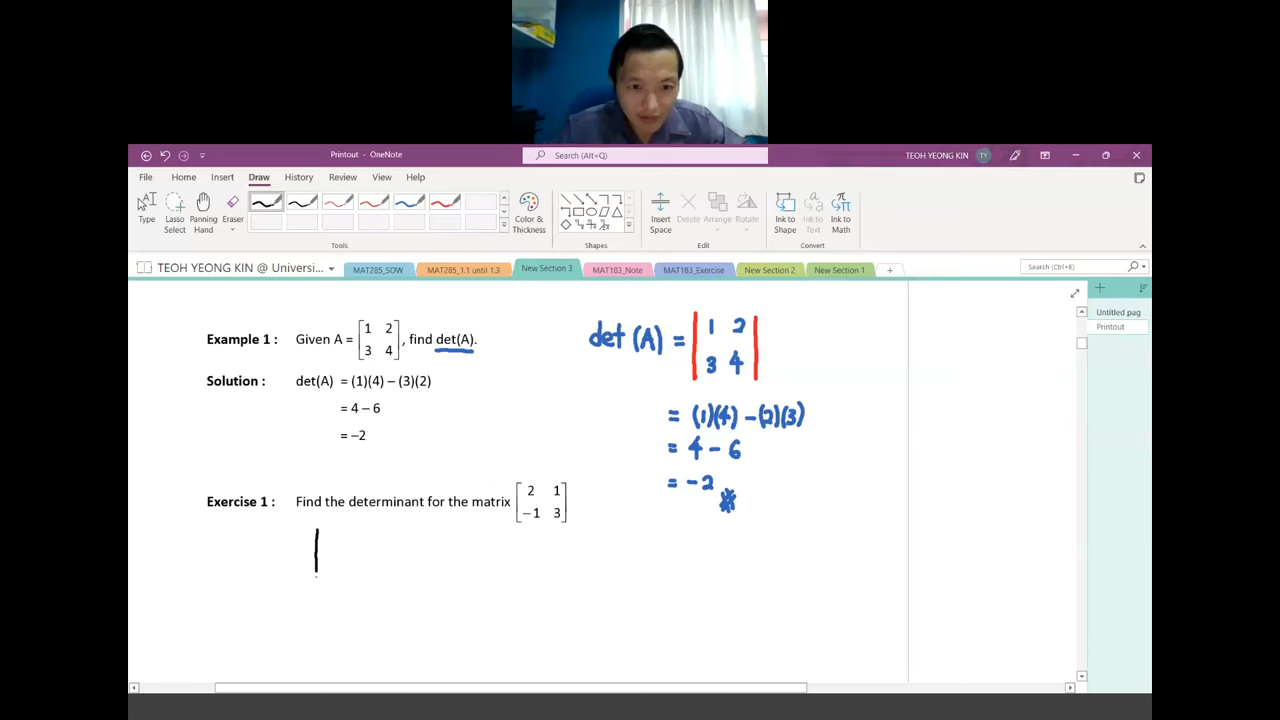 Printout - OneNote
Search (Alt+Q)
TEOH YEONG KIN TY
File Home Insert Draw History Review View Help
Type Lasso Select Panning Hand Eraser Color & Thickness Insert Space Delete Arrange Rotate Ink to Shape Ink to Text Ink to Math
Tools Shapes Edit Convert
TEOH YEONG KIN @ Universi... MAT285_SOW MAT285_1.1 until 1.3 New Section 3 MAT183_Note MAT183_Exercise New Section 2 New Section 1 + Search (Ctrl+E)
Untitled pag
Printout
Example 1 : Given A = [1 2 3 4], find det(A).
Solution : det(A) = (1)(4) – (3)(2)
= 4 – 6
= –2
det (A) = | 1 2 3 4 |
= (1)(4) - (2)(3)
= 4 - 6
= -2 *
Exercise 1 : Find the determinant for the matrix [2 1 −1 3]